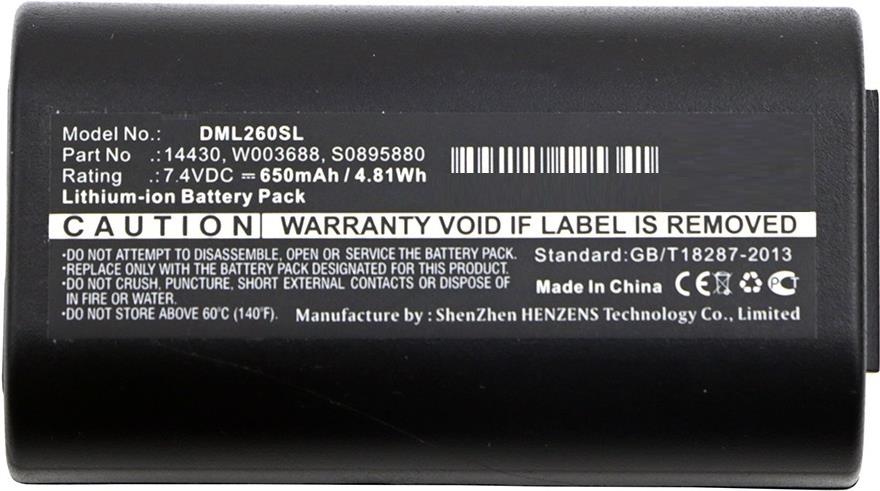 Model No.: DML260SL
Part No .: 14430, W003688, S0895880
Rating .: 7.4VDC ⎓ 650mAh / 4.81Wh
Lithium-ion Battery Pack
CAUTION WARRANTY VOID IF LABEL IS REMOVED
·DO NOT ATTEMPT TO DISASSEMBLE, OPEN OR SERVICE THE BATTERY PACK.
·REPLACE ONLY WITH THE BATTERY PACK DESIGNATED FOR THIS PRODUCT.
·DO NOT CRUSH, PUNCTURE, SHORT EXTERNAL CONTACTS OR DISPOSE OF
IN FIRE OR WATER.
·DO NOT STORE ABOVE 60°C (140°F).
Standard:GB/T18287-2013
Made In China CE PCT
Manufacture by : ShenZhen HENZENS Technology Co., Limited